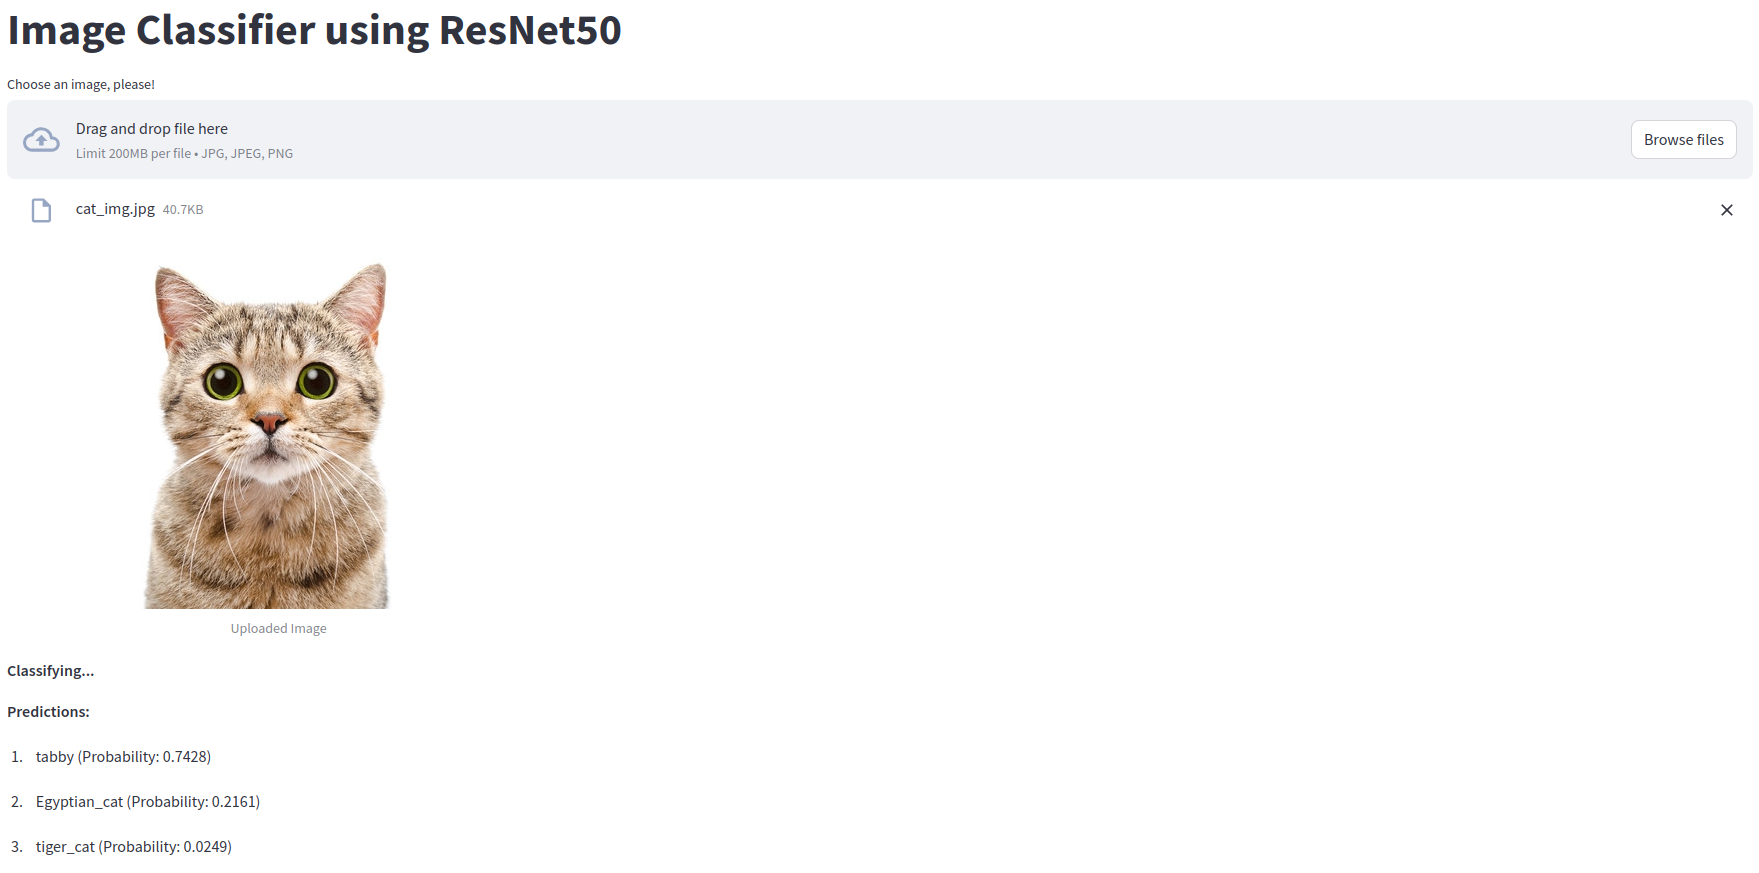 Image Classifier using ResNet50
Choose an image, please!
Drag and drop file here
Limit 200MB per file • JPG, JPEG, PNG
Browse files
cat_img.jpg 40.7KB
Uploaded Image
Classifying...
Predictions:
1. tabby (Probability: 0.7428)
2. Egyptian_cat (Probability: 0.2161)
3. tiger_cat (Probability: 0.0249)